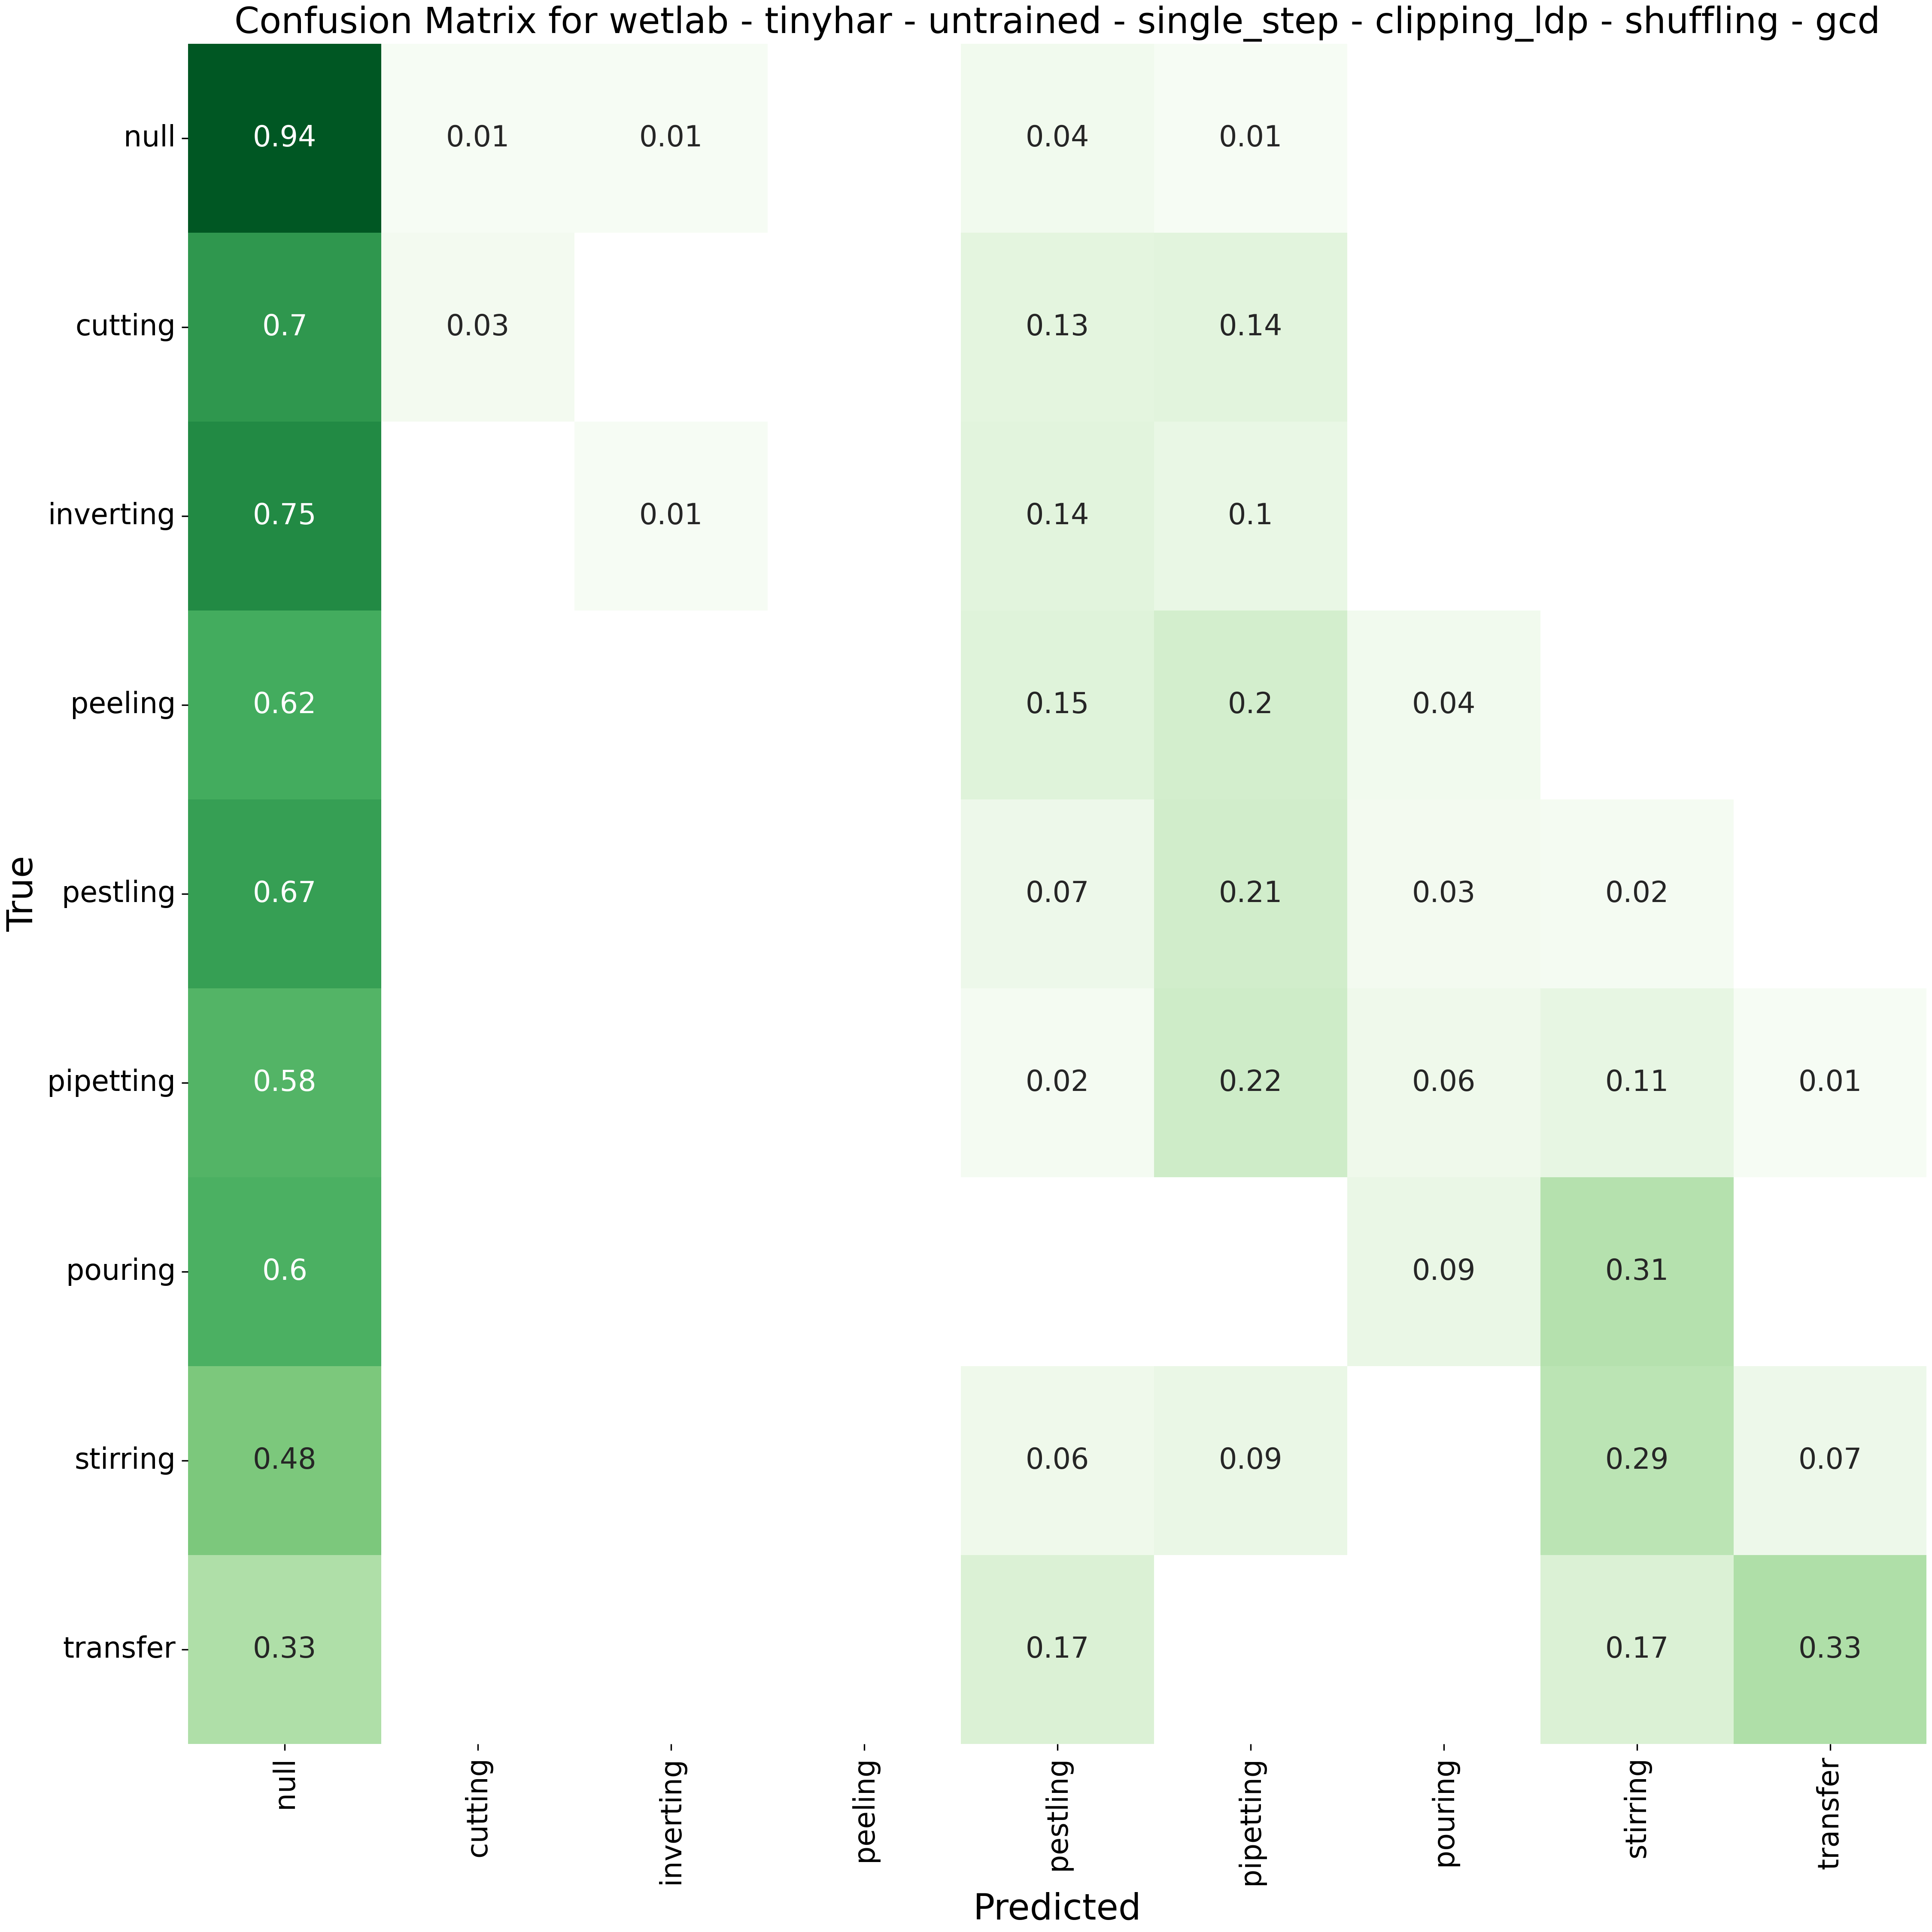 Confusion Matrix for wetlab - tinyhar - untrained - single_step - clipping_ldp - shuffling - gcd
True
null 0.94 0.01 0.01 0.04 0.01
cutting 0.7 0.03 0.13 0.14
inverting 0.75 0.01 0.14 0.1
peeling 0.62 0.15 0.2 0.04
pestling 0.67 0.07 0.21 0.03 0.02
pipetting 0.58 0.02 0.22 0.06 0.11 0.01
pouring 0.6 0.09 0.31
stirring 0.48 0.06 0.09 0.29 0.07
transfer 0.33 0.17 0.17 0.33
null cutting inverting peeling pestling pipetting pouring stirring transfer
Predicted